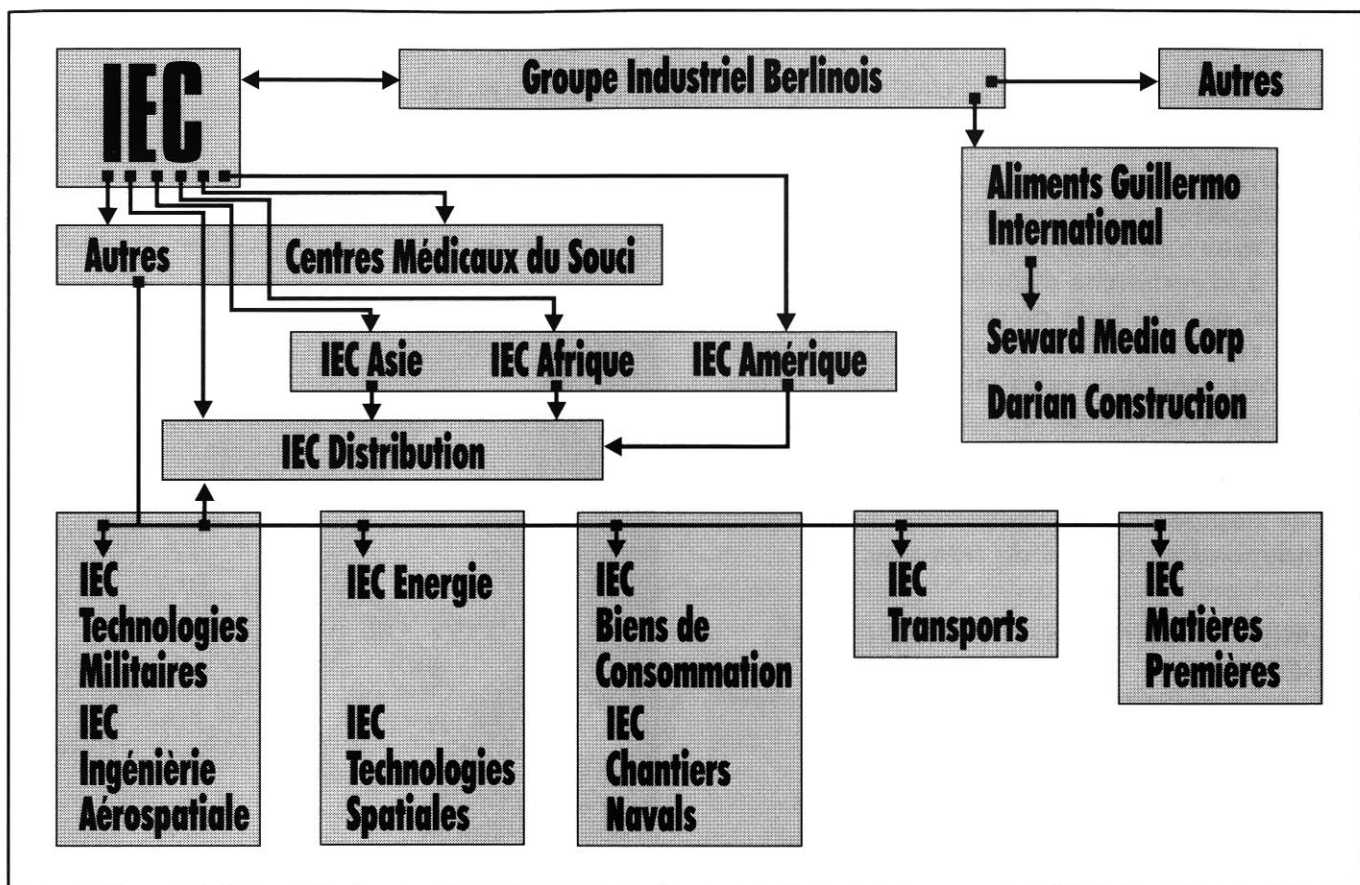 IEC
Groupe Industriel Berlinois
Autres
Aliments Guillermo
International
Seward Media Corp
Darian Construction
Autres
Centres Médicaux du Souci
IEC Asie
IEC Afrique
IEC Amérique
IEC Distribution
IEC
Technologies
Militaires
IEC
Ingénièrie
Aérospatiale
IEC Energie
IEC
Technologies
Spatiales
IEC
Biens de
Consommation
IEC
Chantiers
Navals
IEC
Transports
IEC
Matières
Premières